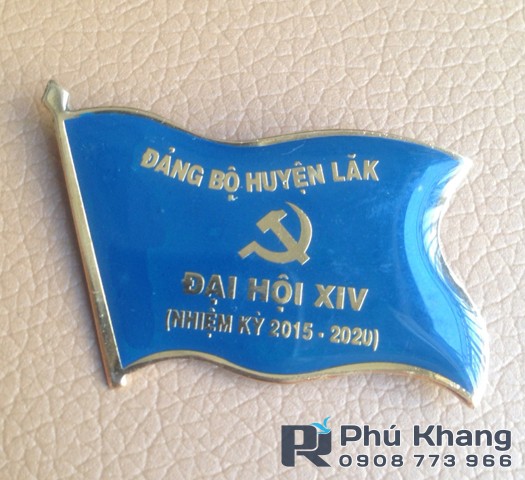 ĐẢNG BỘ HUYỆN LĂK
ĐẠI HỘI XIV
(NHIỆM KỲ 2015 - 2020)
Phú Khang
0908 773 966